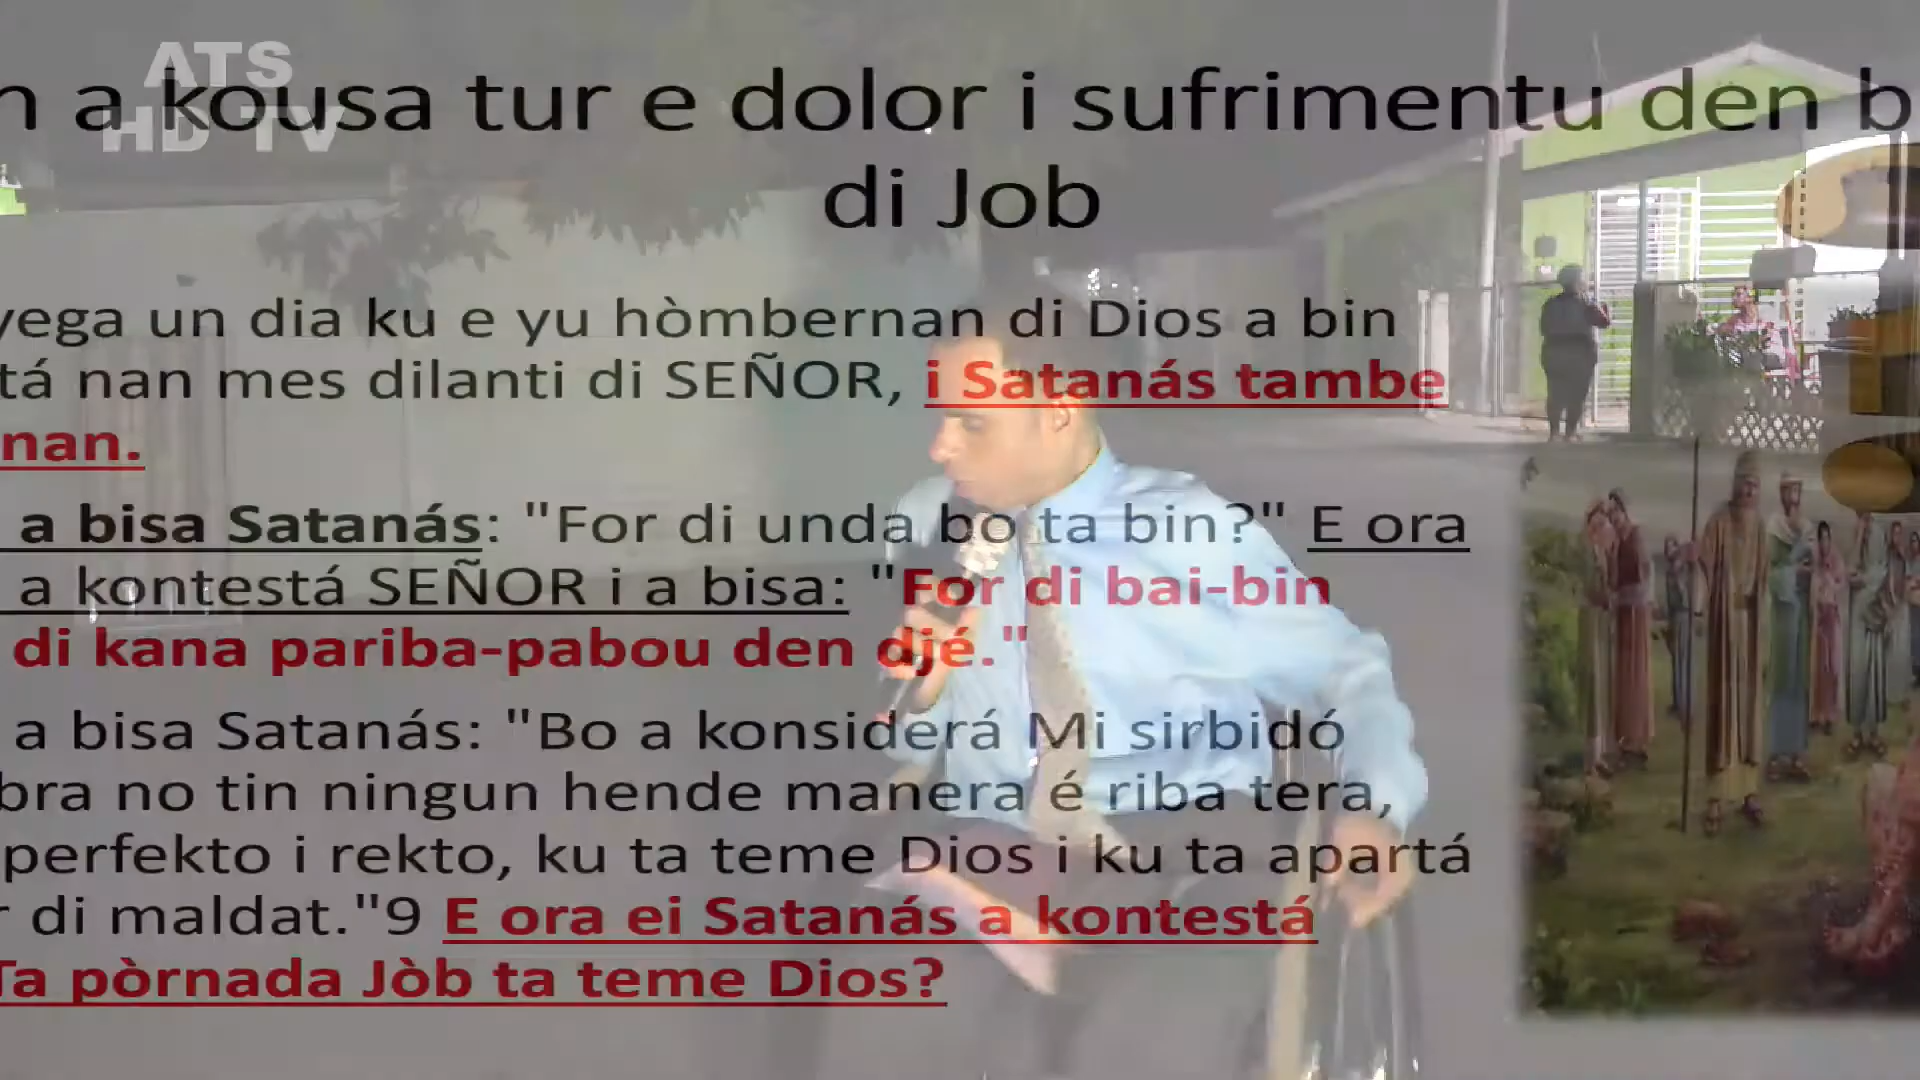 ATS
HD TV
n a kousa tur e dolor i sufrimentu den b
di Job
yega un dia ku e yu hòmbernan di Dios a bin
tá nan mes dilanti di SEÑOR, i Satanás tambe
nan.
a bisa Satanás: "For di unda bo ta bin?" E ora
a kontestá SEÑOR i a bisa: "For di bai-bin
di kana pariba-pabou den djé."
a bisa Satanás: "Bo a konsiderá Mi sirbidó
bra no tin ningun hende manera é riba tera,
perfekto i rekto, ku ta teme Dios i ku ta apartá
r di maldat."9 E ora ei Satanás a kontestá
Ta pòrnada Jòb ta teme Dios?